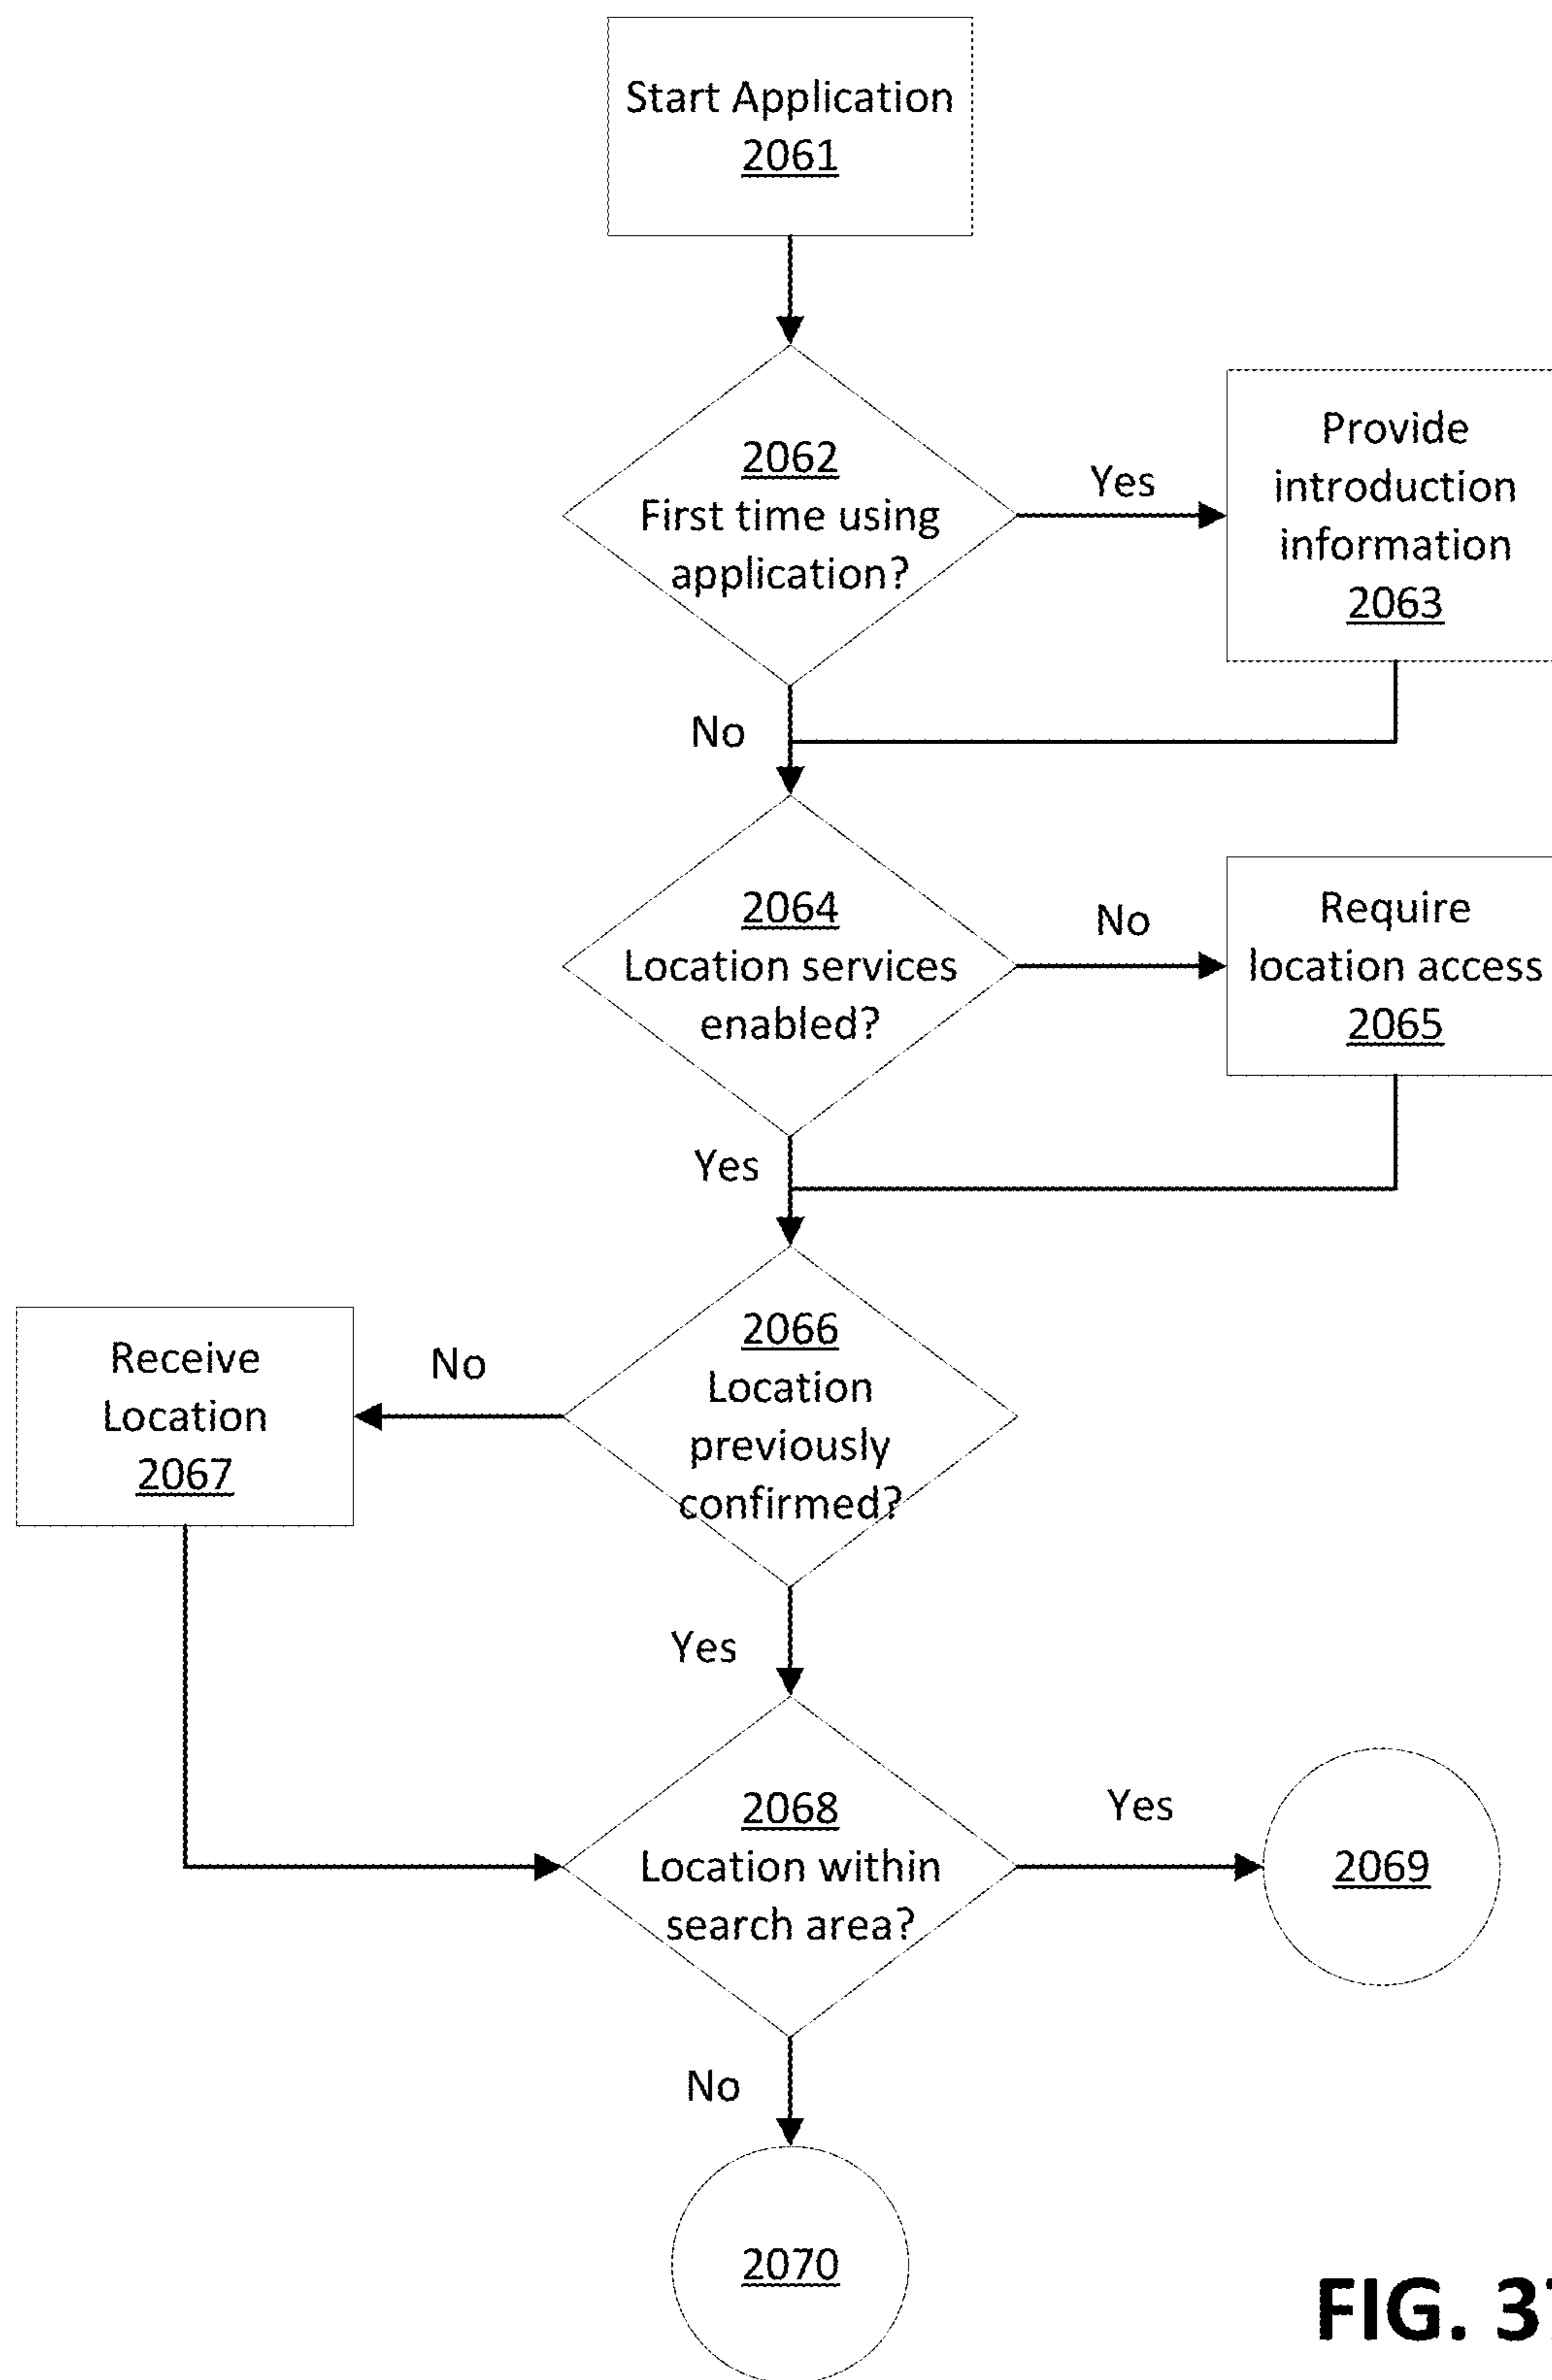 Start Application
2061
2062
First time using
application?
Yes
Provide
introduction
information
2063
No
2064
Location services
enabled?
No
Require
location access
2065
Yes
2066
Location
previously
confirmed?
No
Receive
Location
2067
Yes
2068
Location within
search area?
Yes
2069
No
2070
FIG. 37